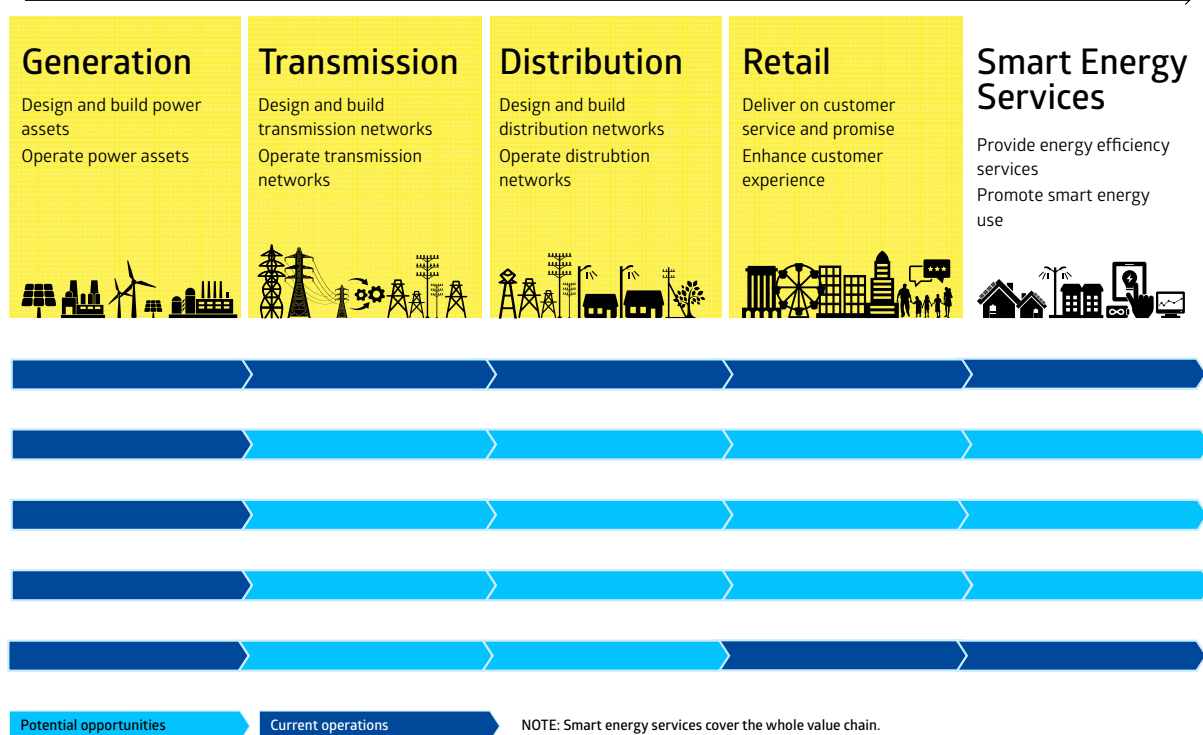 Generation
Design and build power
assets
Operate power assets
Transmission
Design and build
transmission networks
Operate transmission
networks
Distribution
Design and build
distribution networks
Operate distrubtion
networks
Retail
Deliver on customer
service and promise
Enhance customer
experience
Smart Energy
Services
Provide energy efficiency
services
Promote smart energy
use
Potential opportunities
Current operations
NOTE: Smart energy services cover the whole value chain.